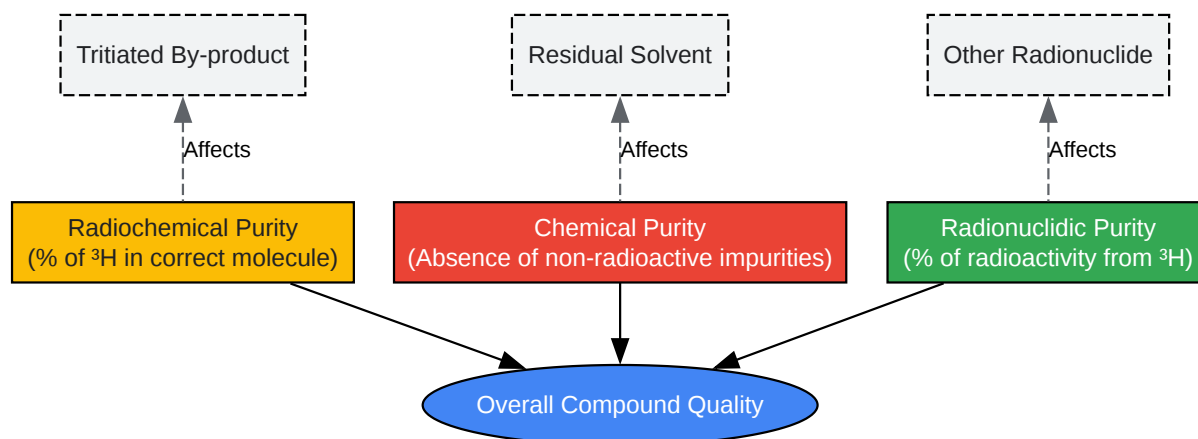 Tritiated By-product
Residual Solvent
Other Radionuclide
Affects
Affects
Affects
Radiochemical Purity
(% of ³H in correct molecule)
Chemical Purity
(Absence of non-radioactive impurities)
Radionuclidic Purity
(% of radioactivity from ³H)
Overall Compound Quality